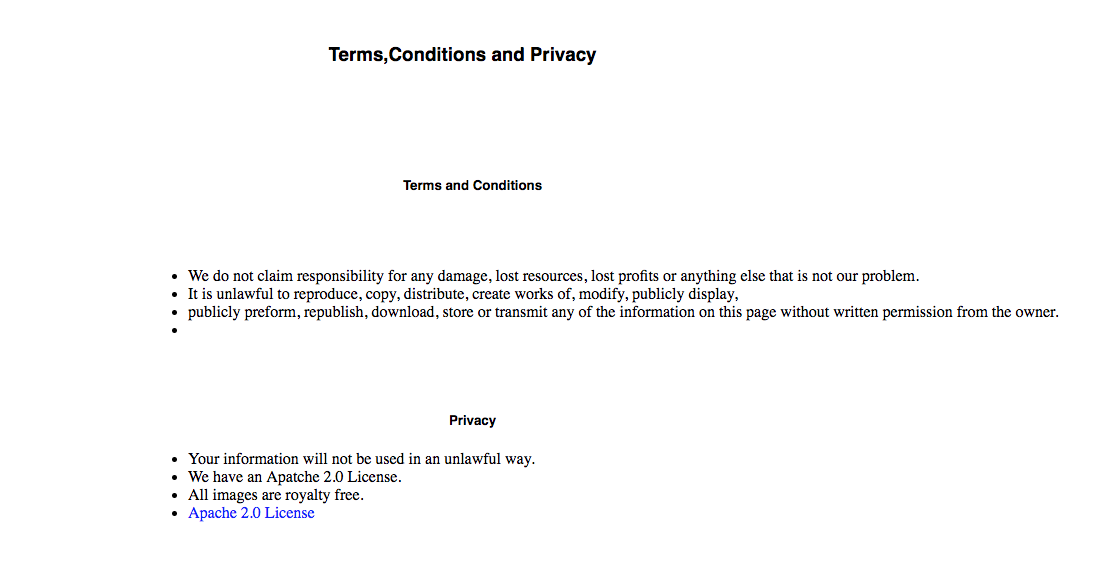 Terms,Conditions and Privacy
Terms and Conditions
• We do not claim responsibility for any damage, lost resources, lost profits or anything else that is not our problem.
• It is unlawful to reproduce, copy, distribute, create works of, modify, publicly display,
• publicly preform, republish, download, store or transmit any of the information on this page without written permission from the owner.
•
Privacy
• Your information will not be used in an unlawful way.
• We have an Apatche 2.0 License.
• All images are royalty free.
• Apache 2.0 License